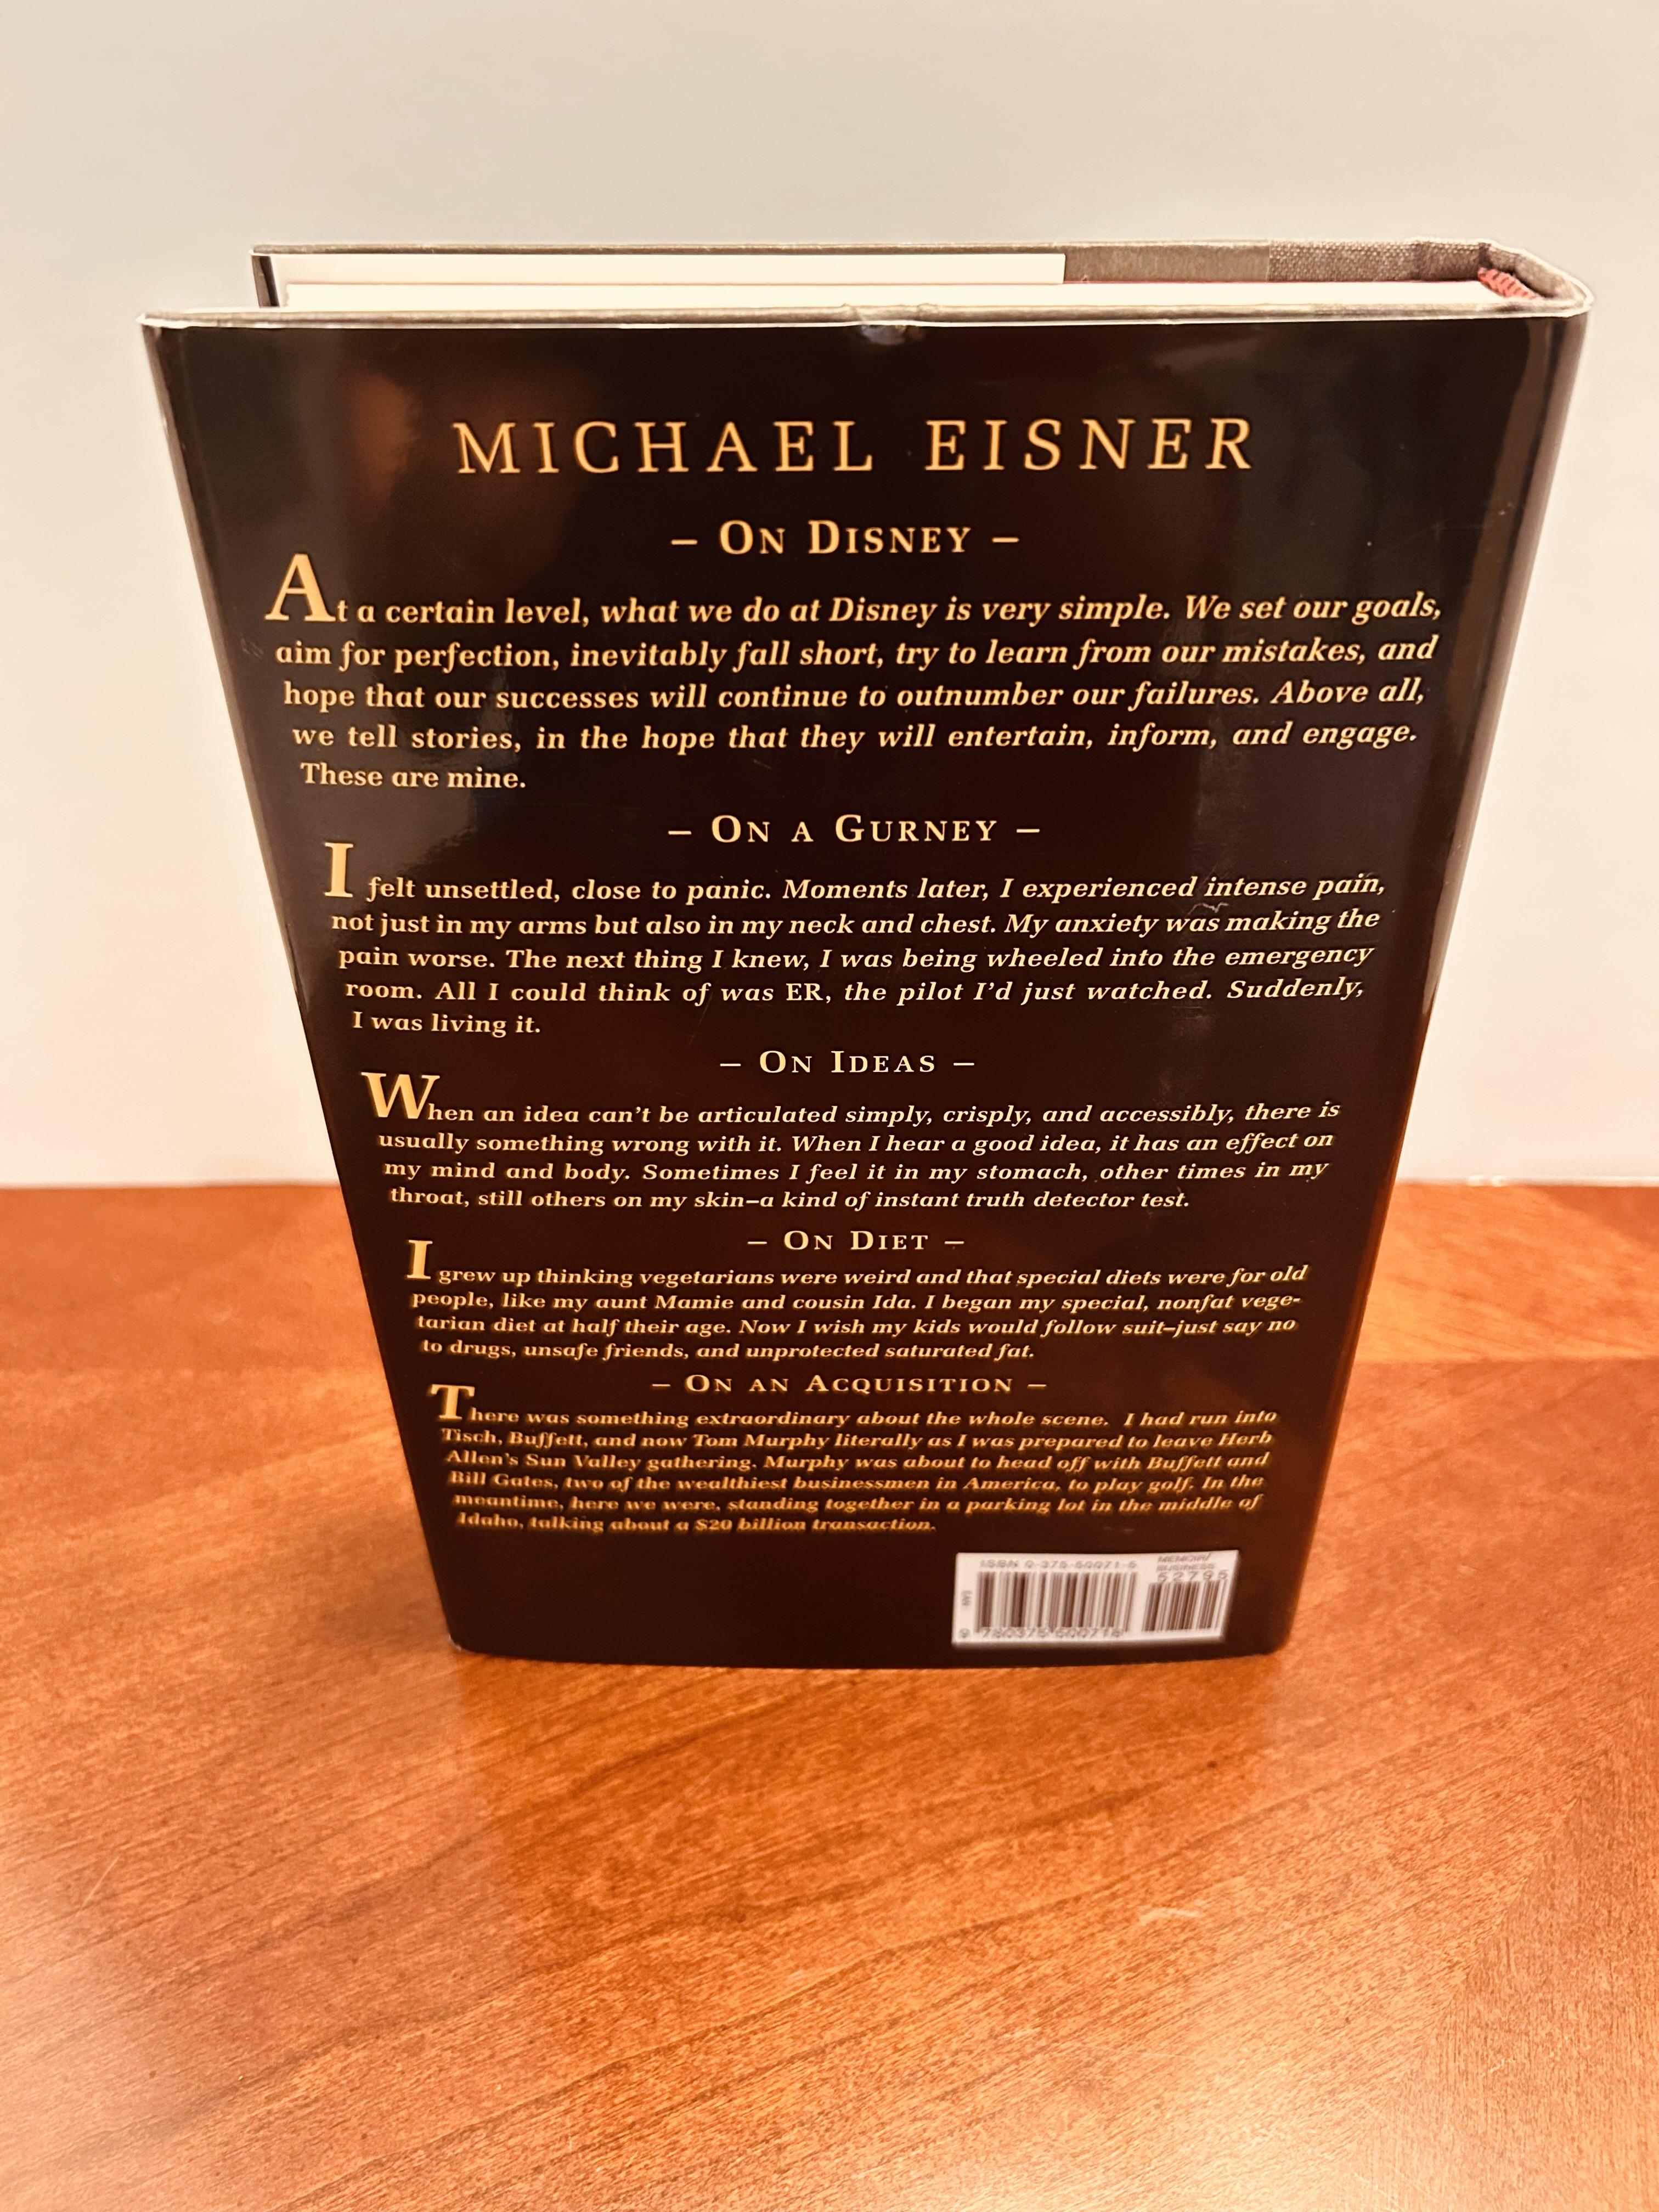 MICHAEL EISNER
– ON DISNEY –
At a certain level, what we do at Disney is very simple. We set our goals,
aim for perfection, inevitably fall short, try to learn from our mistakes, and
hope that our successes will continue to outnumber our failures. Above all,
we tell stories, in the hope that they will entertain, inform, and engage.
These are mine.
– ON A GURNEY –
I felt unsettled, close to panic. Moments later, I experienced intense pain,
not just in my arms but also in my neck and chest. My anxiety was making the
pain worse. The next thing I knew, I was being wheeled into the emergency
room. All I could think of was ER, the pilot I’d just watched. Suddenly,
I was living it.
– ON IDEAS –
When an idea can’t be articulated simply, crisply, and accessibly, there is
usually something wrong with it. When I hear a good idea, it has an effect on
my mind and body. Sometimes I feel it in my stomach, other times in my
throat, still others on my skin–a kind of instant truth detector test.
– ON DIET –
I grew up thinking vegetarians were weird and that special diets were for old
people, like my aunt Mamie and cousin Ida. I began my special, nonfat vege-
tarian diet at half their age. Now I wish my kids would follow suit–just say no
to drugs, unsafe friends, and unprotected saturated fat.
– ON AN ACQUISITION –
There was something extraordinary about the whole scene. I had run into
Tisch, Buffett, and now Tom Murphy literally as I was prepared to leave Herb
Allen’s Sun Valley gathering. Murphy was about to head off with Buffett and
Bill Gates, two of the wealthiest businessmen in America, to play golf. In the
meantime, here we were, standing together in a parking lot in the middle of
Idaho, talking about a $20 billion transaction.
ISBN 0-375-50071-5
MEMOIR/
BUSINESS
52795
EAN
9 780375 500718